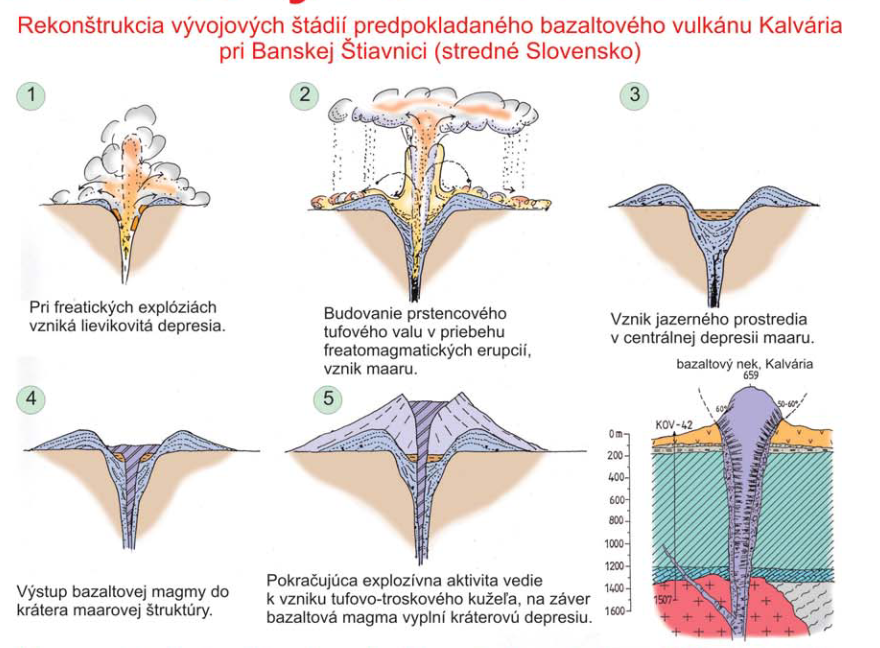 Rekonštrukcia vývojových štádií predpokladaného bazaltového vulkánu Kalvária
pri Banskej Štiavnici (stredné Slovensko)
1
Pri freatických explóziách
vzniká lievikovitá depresia.
2
Budovanie prstencového
tufového valu v priebehu
freatomagmatických erupcií,
vznik maaru.
3
Vznik jazerného prostredia
v centrálnej depresii maaru.
4
Výstup bazaltovej magmy do
krátera maarovej štruktúry.
5
Pokračujúca explozívna aktivita vedie
k vzniku tufovo-troskového kužeľa, na záver
bazaltová magma vyplní kráterovú depresiu.
bazaltový nek, Kalvária
659
60°
50-60°
KOV-42
0m
200
400
600
800
1000
1200
1400
1600
1507